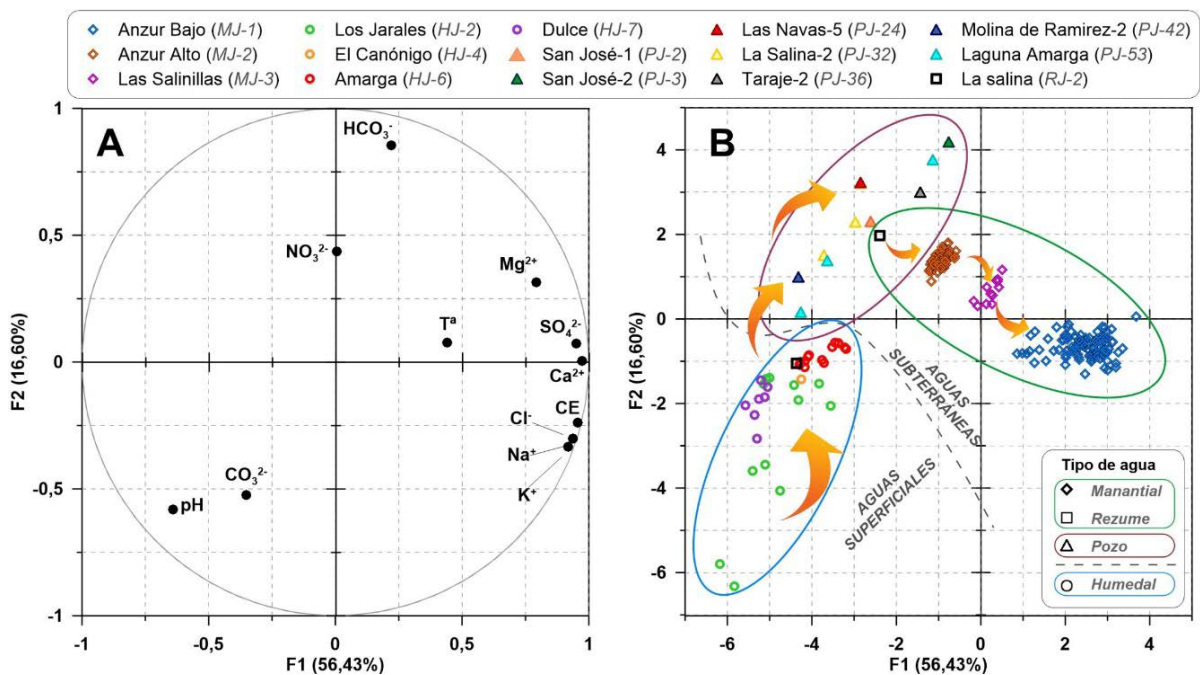 Anzur Bajo (MJ-1) Los Jarales (HJ-2) Dulce (HJ-7) Las Navas-5 (PJ-24) Molina de Ramirez-2 (PJ-42)
Anzur Alto (MJ-2) El Canónigo (HJ-4) San José-1 (PJ-2) La Salina-2 (PJ-32) Laguna Amarga (PJ-53)
Las Salinillas (MJ-3) Amarga (HJ-6) San José-2 (PJ-3) Taraje-2 (PJ-36) La salina (RJ-2)
A
F2 (16,60%)
1
0,5
0
-0,5
-1
HCO₃⁻
NO₃²⁻
Mg²⁺
Tª
SO₄²⁻
Ca²⁺
CE
Cl⁻
Na⁺
K⁺
CO₃²⁻
pH
-1 -0,5 0 0,5 1
F1 (56,43%)
B
F2 (16,60%)
4
2
0
-2
-4
-6
AGUAS
SUBTERRÁNEAS
AGUAS
SUPERFICIALES
Tipo de agua
Manantial
Rezume
Pozo
Humedal
-6 -4 -2 0 2 4
F1 (56,43%)